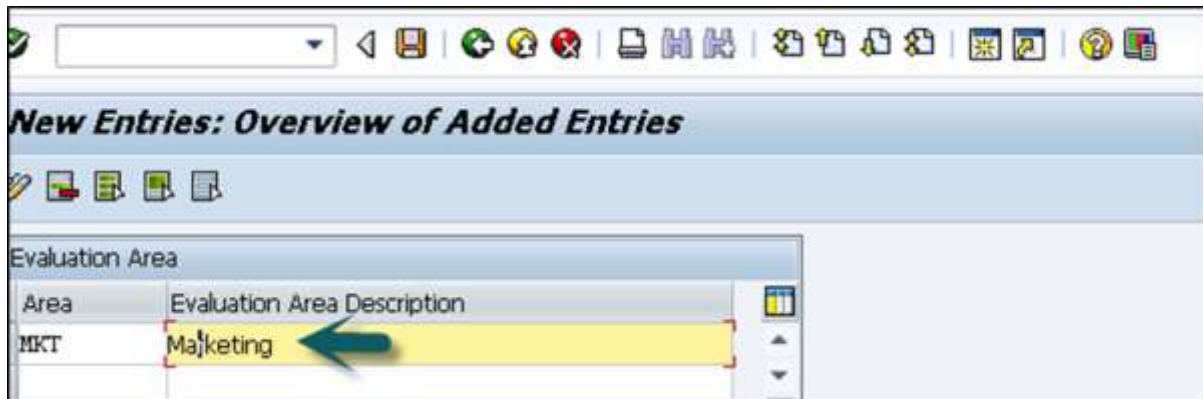 New Entries: Overview of Added Entries
Evaluation Area
Area Evaluation Area Description
MKT Marketing